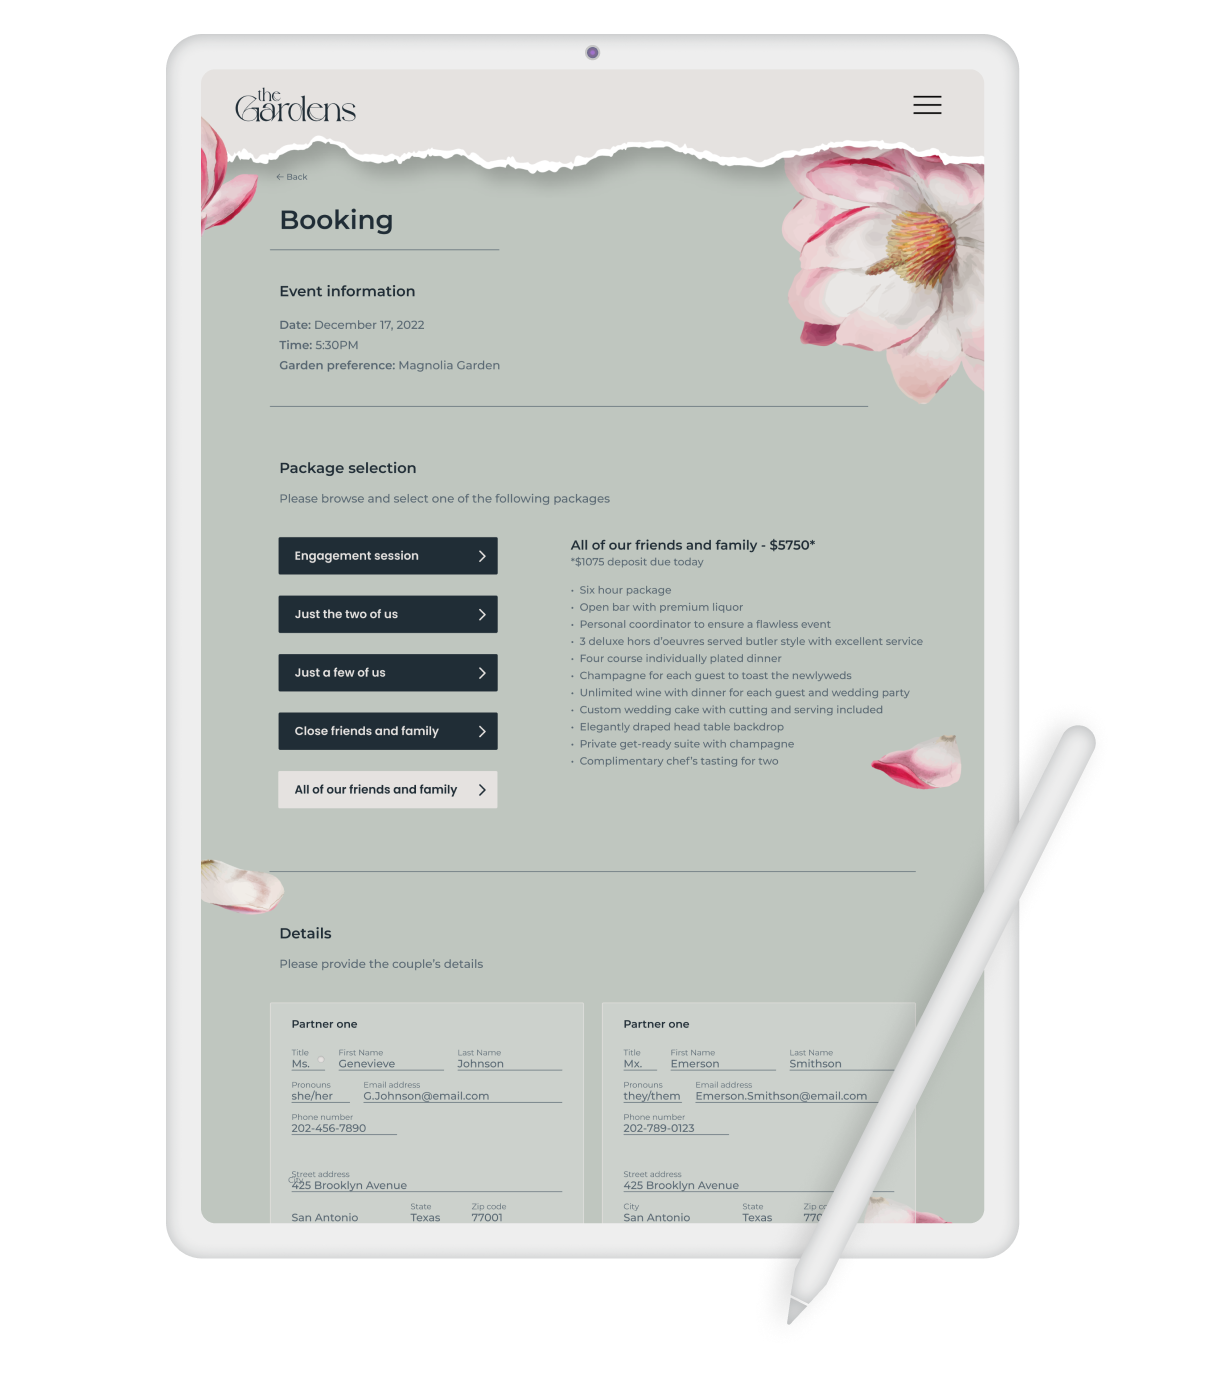 the
Gardens
← Back
Booking
Event information
Date: December 17, 2022
Time: 5:30PM
Garden preference: Magnolia Garden
Package selection
Please browse and select one of the following packages
Engagement session
Just the two of us
Just a few of us
Close friends and family
All of our friends and family
All of our friends and family - $5750*
*$1075 deposit due today
• Six hour package
• Open bar with premium liquor
• Personal coordinator to ensure a flawless event
• 3 deluxe hors d'oeuvres served butler style with excellent service
• Four course individually plated dinner
• Champagne for each guest to toast the newlyweds
• Unlimited wine with dinner for each guest and wedding party
• Custom wedding cake with cutting and serving included
• Elegantly draped head table backdrop
• Private get-ready suite with champagne
• Complimentary chef's tasting for two
Details
Please provide the couple's details
Partner one
Title First Name Last Name
Ms. Genevieve Johnson
Pronouns Email address
she/her G.Johnson@email.com
Phone number
202-456-7890
Street address
City
425 Brooklyn Avenue
State Zip code
San Antonio Texas 77001
Partner one
Title First Name Last Name
Mx. Emerson Smithson
Pronouns Email address
they/them Emerson.Smithson@email.com
Phone number
202-789-0123
Street address
425 Brooklyn Avenue
City State Zip
San Antonio Texas